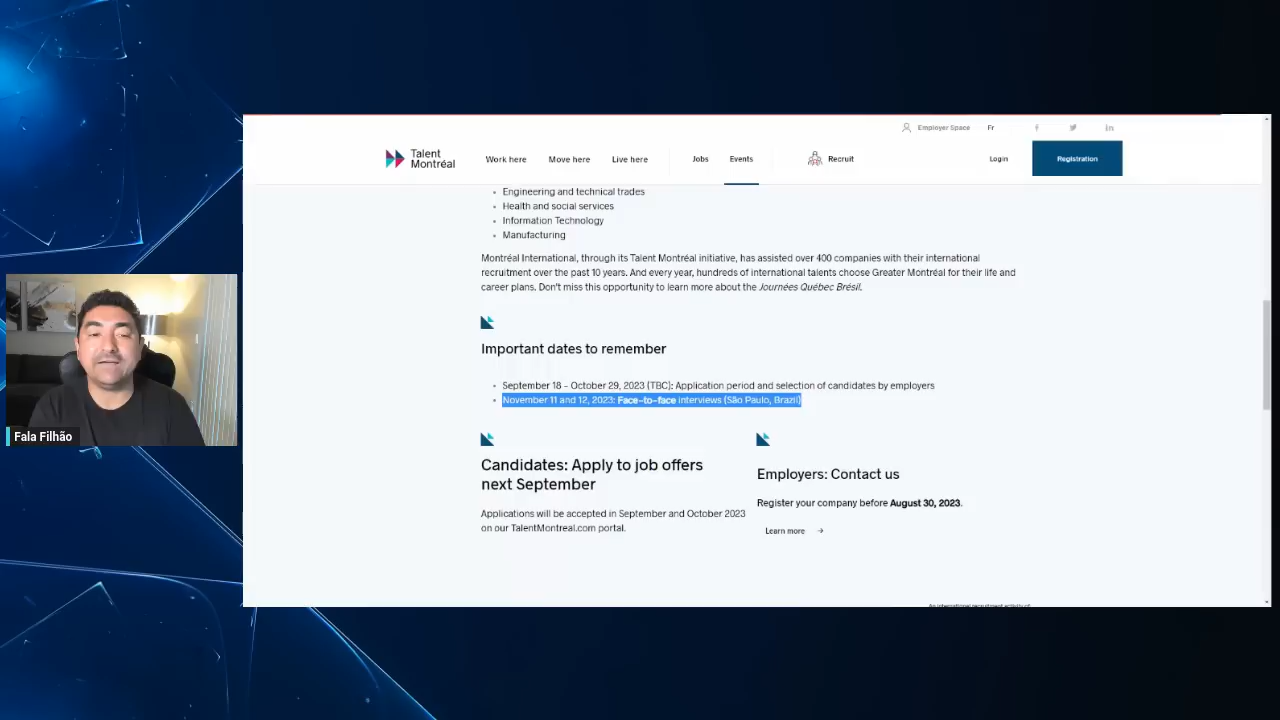 Employer Space
Fr
Talent
Montréal
Work here
Move here
Live here
Jobs
Events
Recruit
Login
Registration
Engineering and technical trades
Health and social services
Information Technology
Manufacturing
Montréal International, through its Talent Montréal initiative, has assisted over 400 companies with their international
recruitment over the past 10 years. And every year, hundreds of international talents choose Greater Montréal for their life and
career plans. Don't miss this opportunity to learn more about the Journées Québec Brésil.
Important dates to remember
September 18 - October 29, 2023 (TBC): Application period and selection of candidates by employers
November 11 and 12, 2023: Face-to-face interviews (São Paulo, Brazil)
Candidates: Apply to job offers
next September
Applications will be accepted in September and October 2023
on our TalentMontreal.com portal.
Employers: Contact us
Register your company before August 30, 2023.
Learn more
An international recruitment activity of:
Fala Filhão